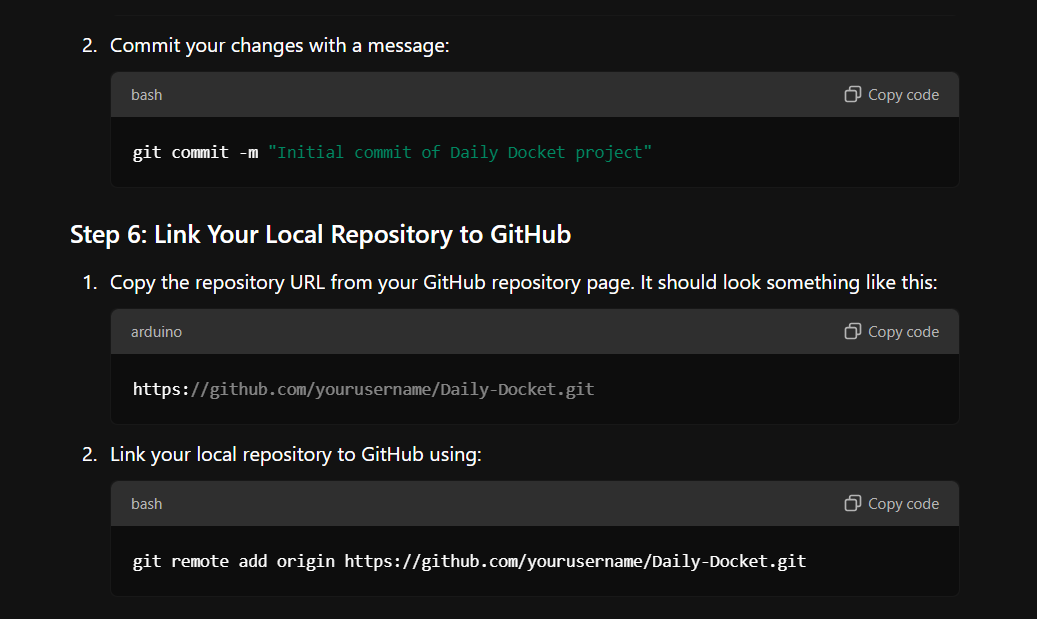 2. Commit your changes with a message:
bash
Copy code
git commit -m "Initial commit of Daily Docket project"
Step 6: Link Your Local Repository to GitHub
1. Copy the repository URL from your GitHub repository page. It should look something like this:
arduino
Copy code
https://github.com/yourusername/Daily-Docket.git
2. Link your local repository to GitHub using:
bash
Copy code
git remote add origin https://github.com/yourusername/Daily-Docket.git